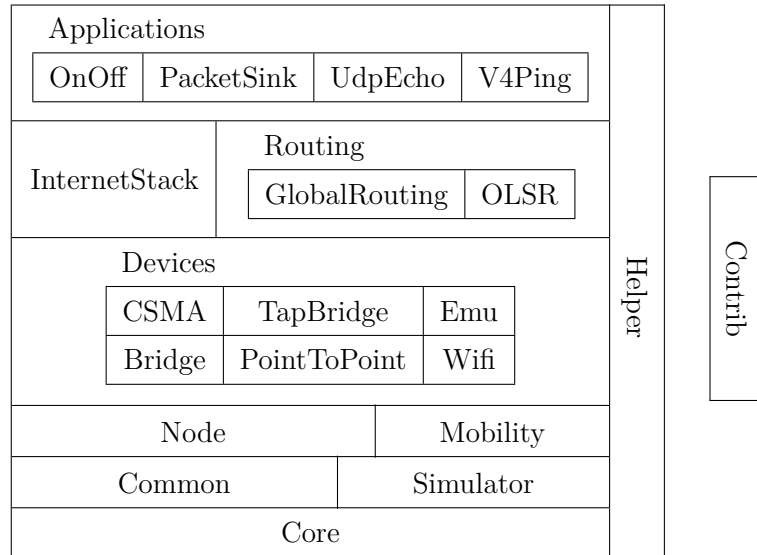 Applications
OnOff PacketSink UdpEcho V4Ping
InternetStack
Routing
GlobalRouting OLSR
Devices
CSMA TapBridge Emu
Bridge PointToPoint Wifi
Node Mobility
Common Simulator
Core
Helper
Contrib